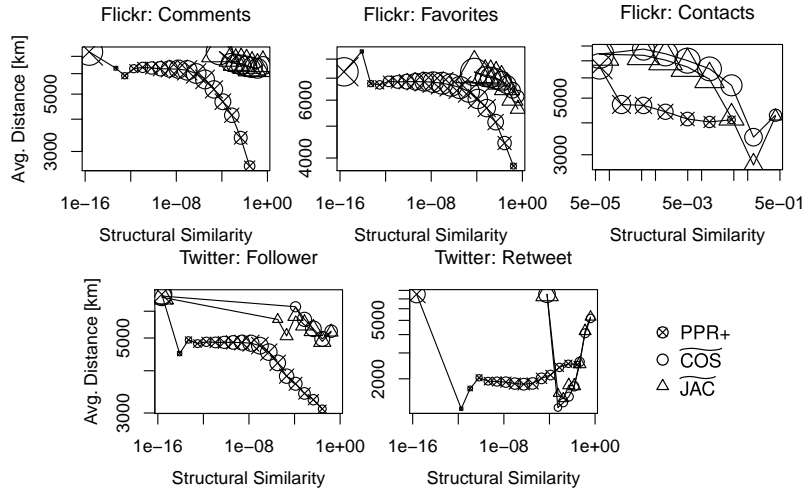 Flickr: Comments
Flickr: Favorites
Flickr: Contacts
Avg. Distance [km]
3000
5000
1e−16
1e−08
1e+00
Structural Similarity
4000
6000
1e−16
1e−08
1e+00
Structural Similarity
3000
5000
5e−05
5e−03
5e−01
Structural Similarity
Twitter: Follower
Twitter: Retweet
Avg. Distance [km]
3000
5000
1e−16
1e−08
1e+00
Structural Similarity
2000
5000
1e−16
1e−08
1e+00
Structural Similarity
PPR+
COS
JAC